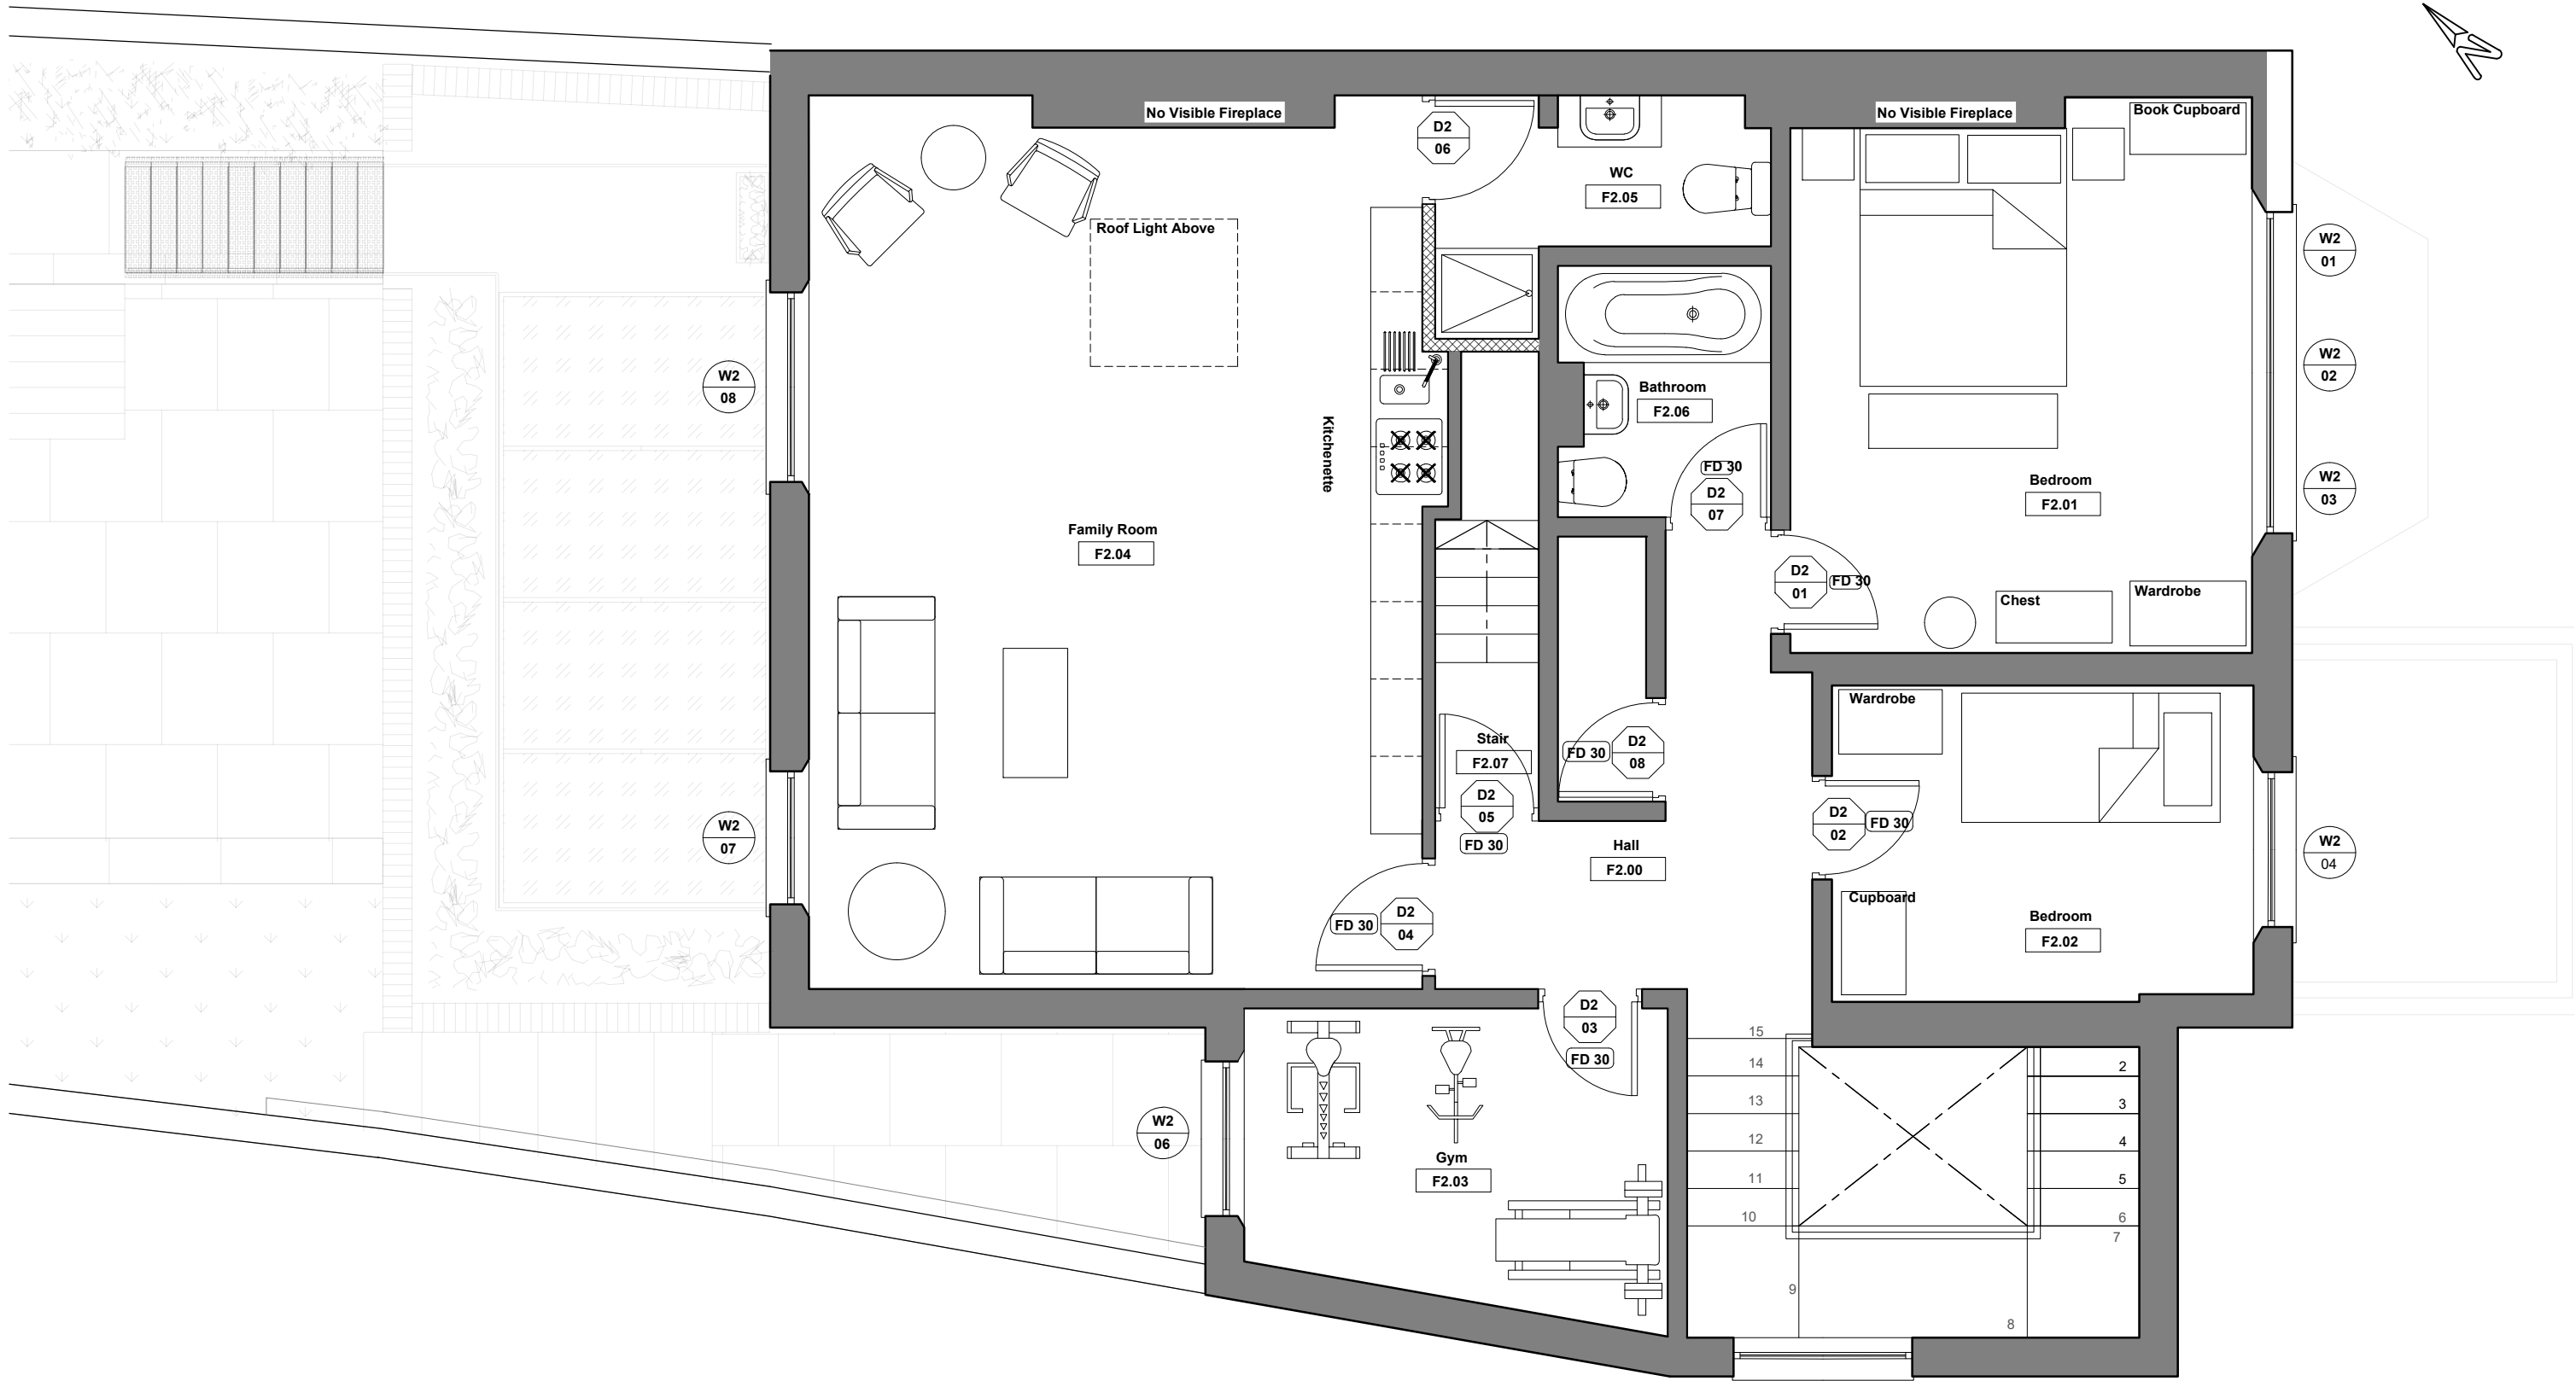 N
No Visible Fireplace
No Visible Fireplace
Book Cupboard
D2
06
WC
F2.05
Roof Light Above
W2
01
W2
02
W2
03
W2
08
Kitchenette
Bathroom
F2.06
FD 30
D2
07
Bedroom
F2.01
Family Room
F2.04
D2
01
FD 30
Chest
Wardrobe
Wardrobe
Stair
F2.07
D2
05
FD 30
FD 30
D2
08
D2
02
FD 30
W2
07
Hall
F2.00
W2
04
Cupboard
Bedroom
F2.02
FD 30
D2
04
D2
03
FD 30
W2
06
Gym
F2.03
15
14
13
12
11
10
9
8
2
3
4
5
6
7